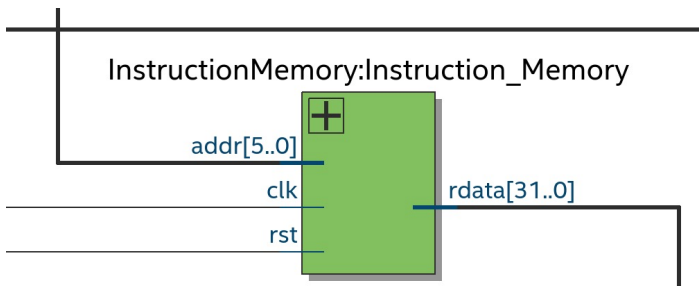 InstructionMemory:Instruction_Memory
addr[5..0]
clk
rdata[31..0]
rst